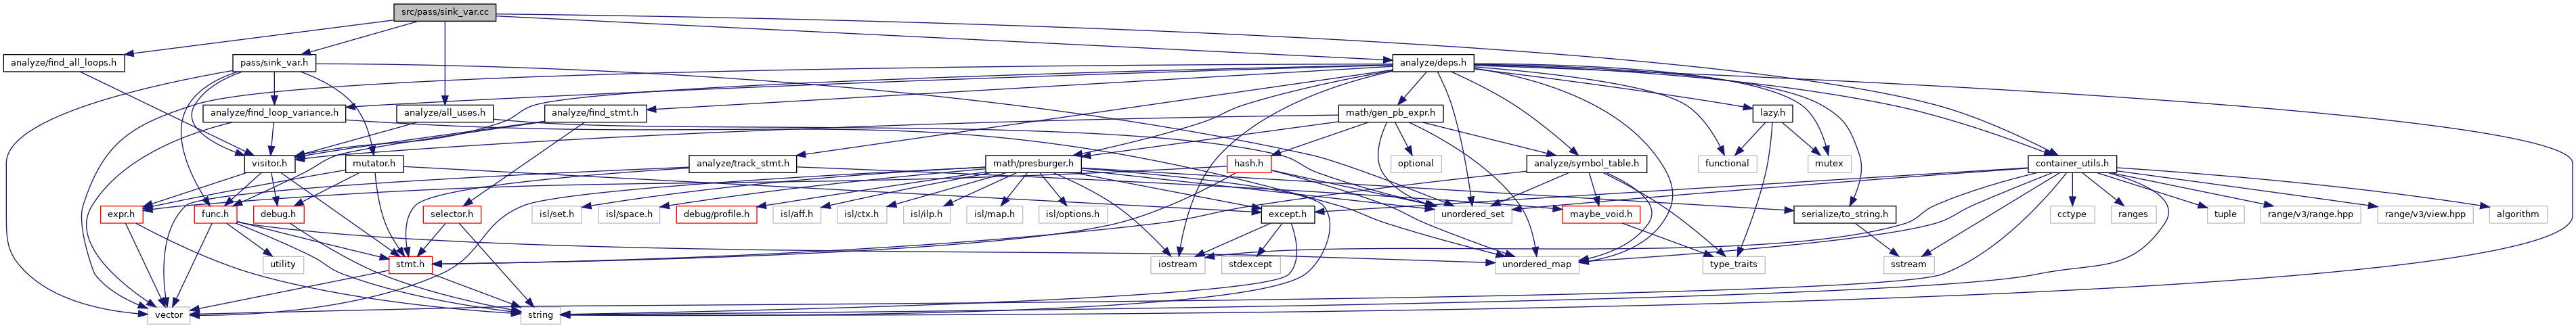 src/pass/sink_var.cc
analyze/find_all_loops.h
pass/sink_var.h
analyze/deps.h
analyze/find_loop_variance.h
analyze/all_uses.h
analyze/find_stmt.h
math/gen_pb_expr.h
lazy.h
visitor.h
mutator.h
analyze/track_stmt.h
math/presburger.h
hash.h
optional
analyze/symbol_table.h
functional
mutex
container_utils.h
expr.h
func.h
debug.h
selector.h
isl/set.h
isl/space.h
debug/profile.h
isl/aff.h
isl/ctx.h
isl/ilp.h
isl/map.h
isl/options.h
except.h
unordered_set
maybe_void.h
serialize/to_string.h
cctype
ranges
tuple
range/v3/range.hpp
range/v3/view.hpp
algorithm
utility
stmt.h
iostream
stdexcept
unordered_map
type_traits
sstream
vector
string